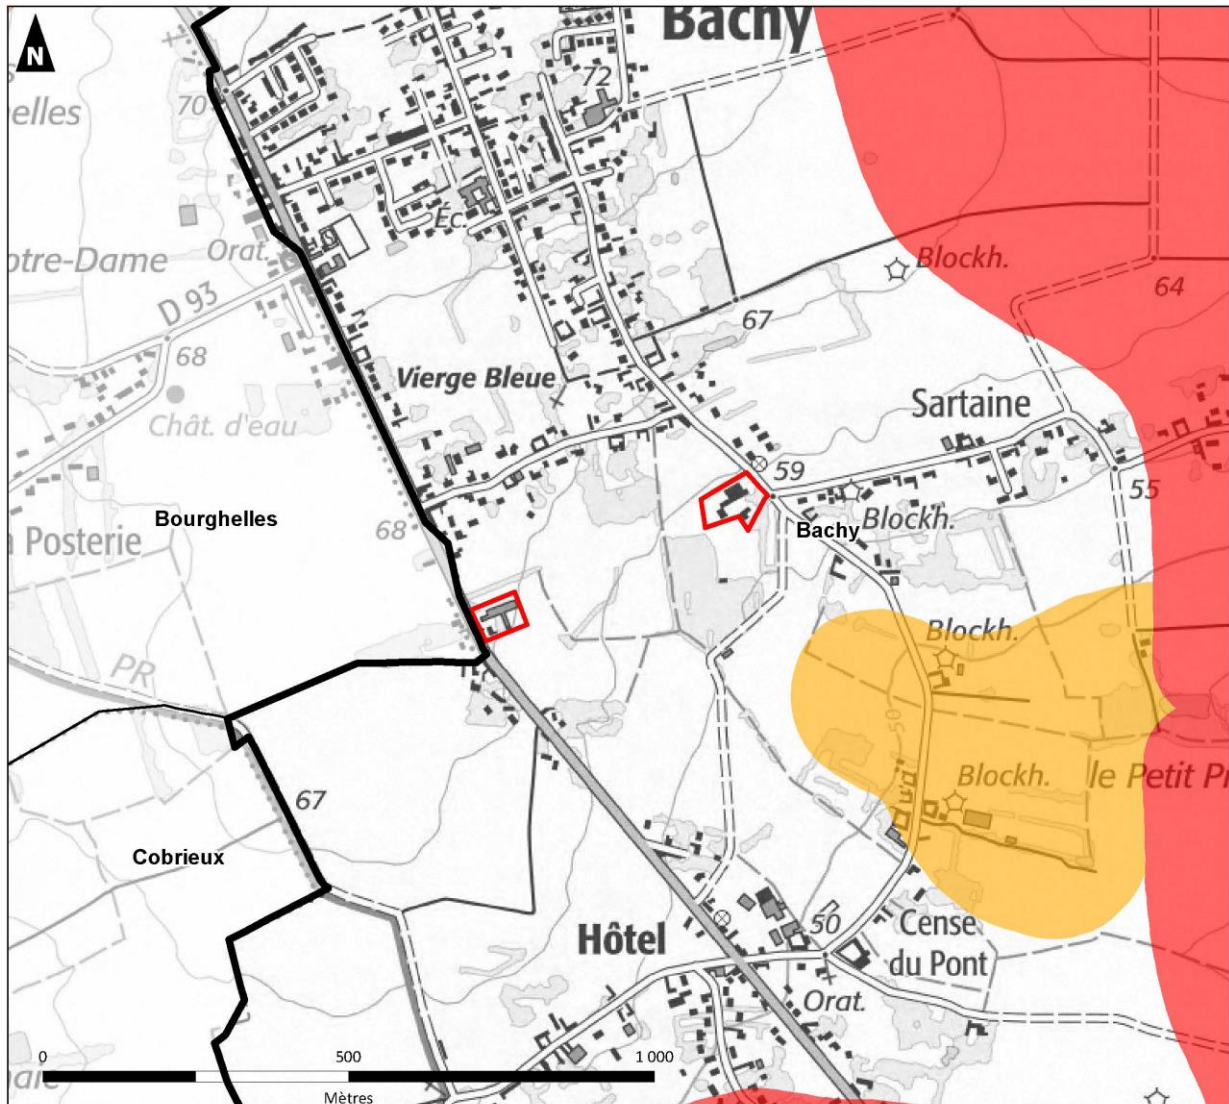 N
Bachy
72
70
elles
Éc.
Orat.
otre-Dame
D 93
Blockh.
64
67
68
Vierge Bleue
Sartaine
Chât. d'eau
59
55
Bourghelles
68
Blockh.
a Posterie
Bachy
Blockh.
PR
50
Blockh.
le Petit Pr
67
Cobrieux
Hôtel
50
Cense
du Pont
Orat.
0
500
1 000
Mètres